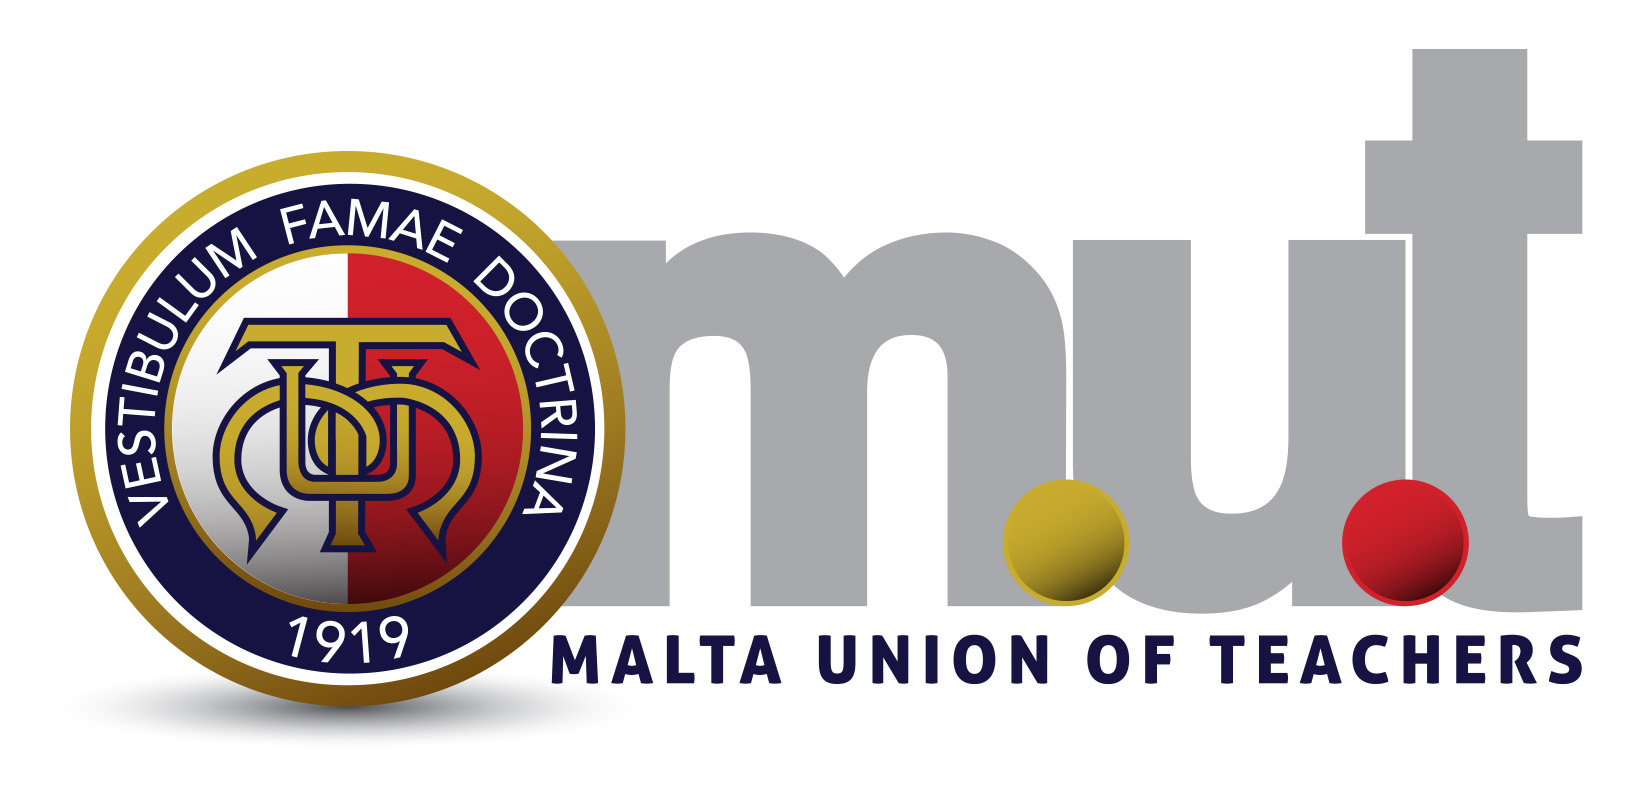 VESTIBULUM FAMAE DOCTRINA
1919
m.u.t
MALTA UNION OF TEACHERS